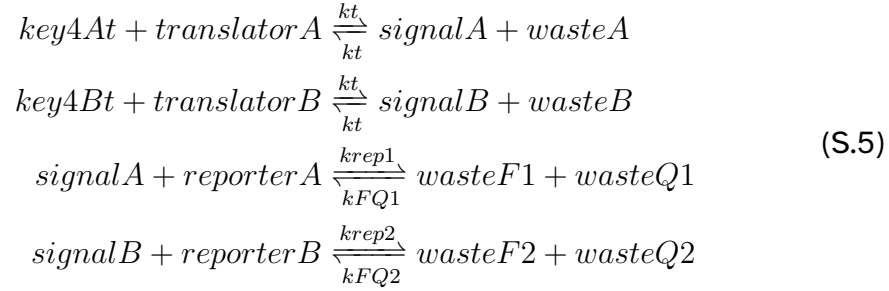 key4At + translatorA ⇌[kt][kt] signalA + wasteA
key4Bt + translatorB ⇌[kt][kt] signalB + wasteB
(S.5)
signalA + reporterA ⇌[krep1][kFQ1] wasteF1 + wasteQ1
signalB + reporterB ⇌[krep2][kFQ2] wasteF2 + wasteQ2